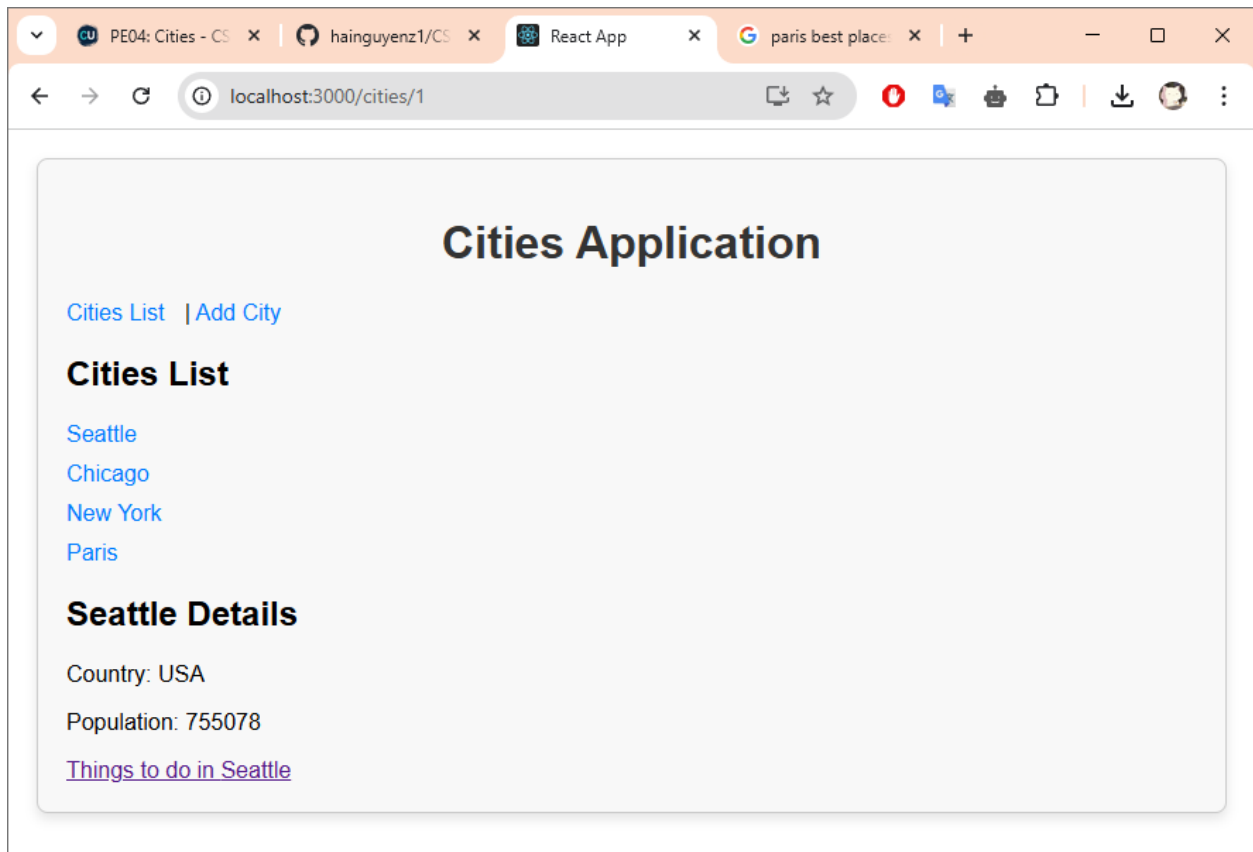 PE04: Cities - CS
hainguyenz1/CS
React App
paris best places
localhost:3000/cities/1
Cities Application
Cities List | Add City
Cities List
Seattle
Chicago
New York
Paris
Seattle Details
Country: USA
Population: 755078
Things to do in Seattle